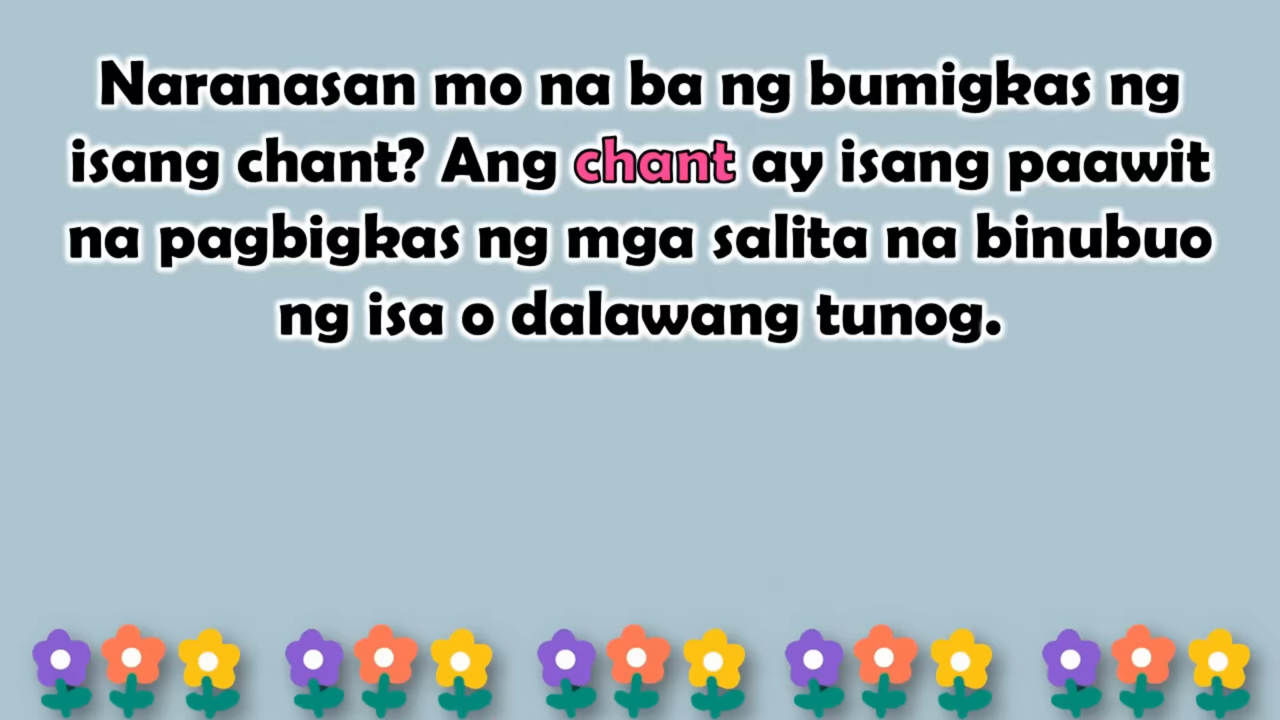 Naranasan mo na ba ng bumigkas ng
isang chant? Ang chant ay isang paawit
na pagbigkas ng mga salita na binubuo
ng isa o dalawang tunog.